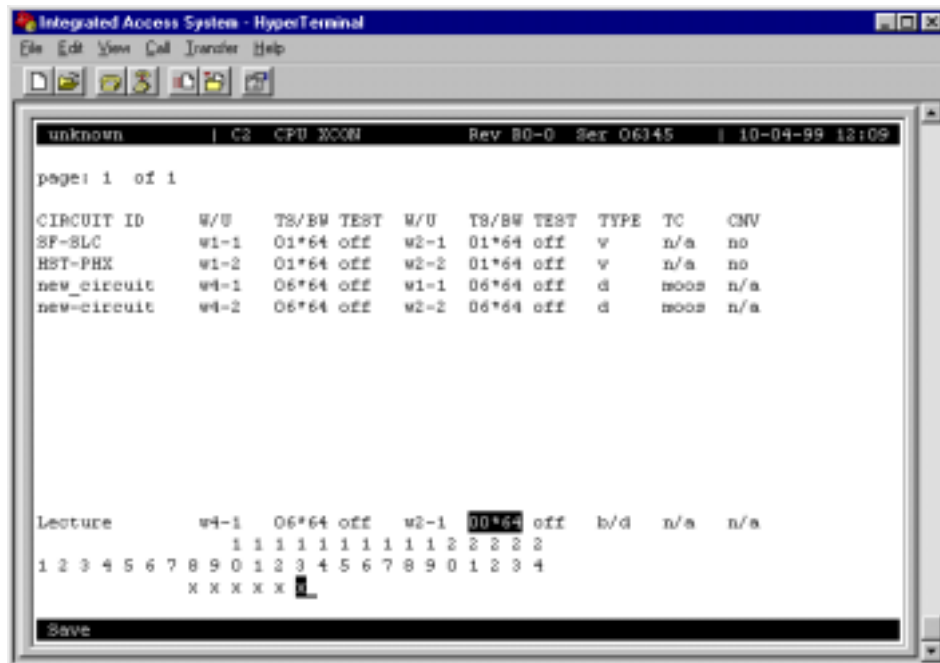 Integrated Access System - HyperTerminal
File Edit View Call Transfer Help
unknown | C2 CPU XCON Rev B0-0 Ser 06345 | 10-04-99 12:09
page: 1 of 1
CIRCUIT ID W/U TS/BW TEST W/U TS/BW TEST TYPE TC CNV
SF-SLC w1-1 01*64 off w2-1 01*64 off v n/a no
HST-PHX w1-2 01*64 off w2-2 01*64 off v n/a no
new_circuit w4-1 06*64 off w1-1 06*64 off d moos n/a
new-circuit w4-2 06*64 off w2-2 06*64 off d moos n/a
Lecture w4-1 06*64 off w2-1 00*64 off b/d n/a n/a
1 1 1 1 1 1 1 1 1 1 2 2 2 2 2
1 2 3 4 5 6 7 8 9 0 1 2 3 4 5 6 7 8 9 0 1 2 3 4
x x x x x x
Save